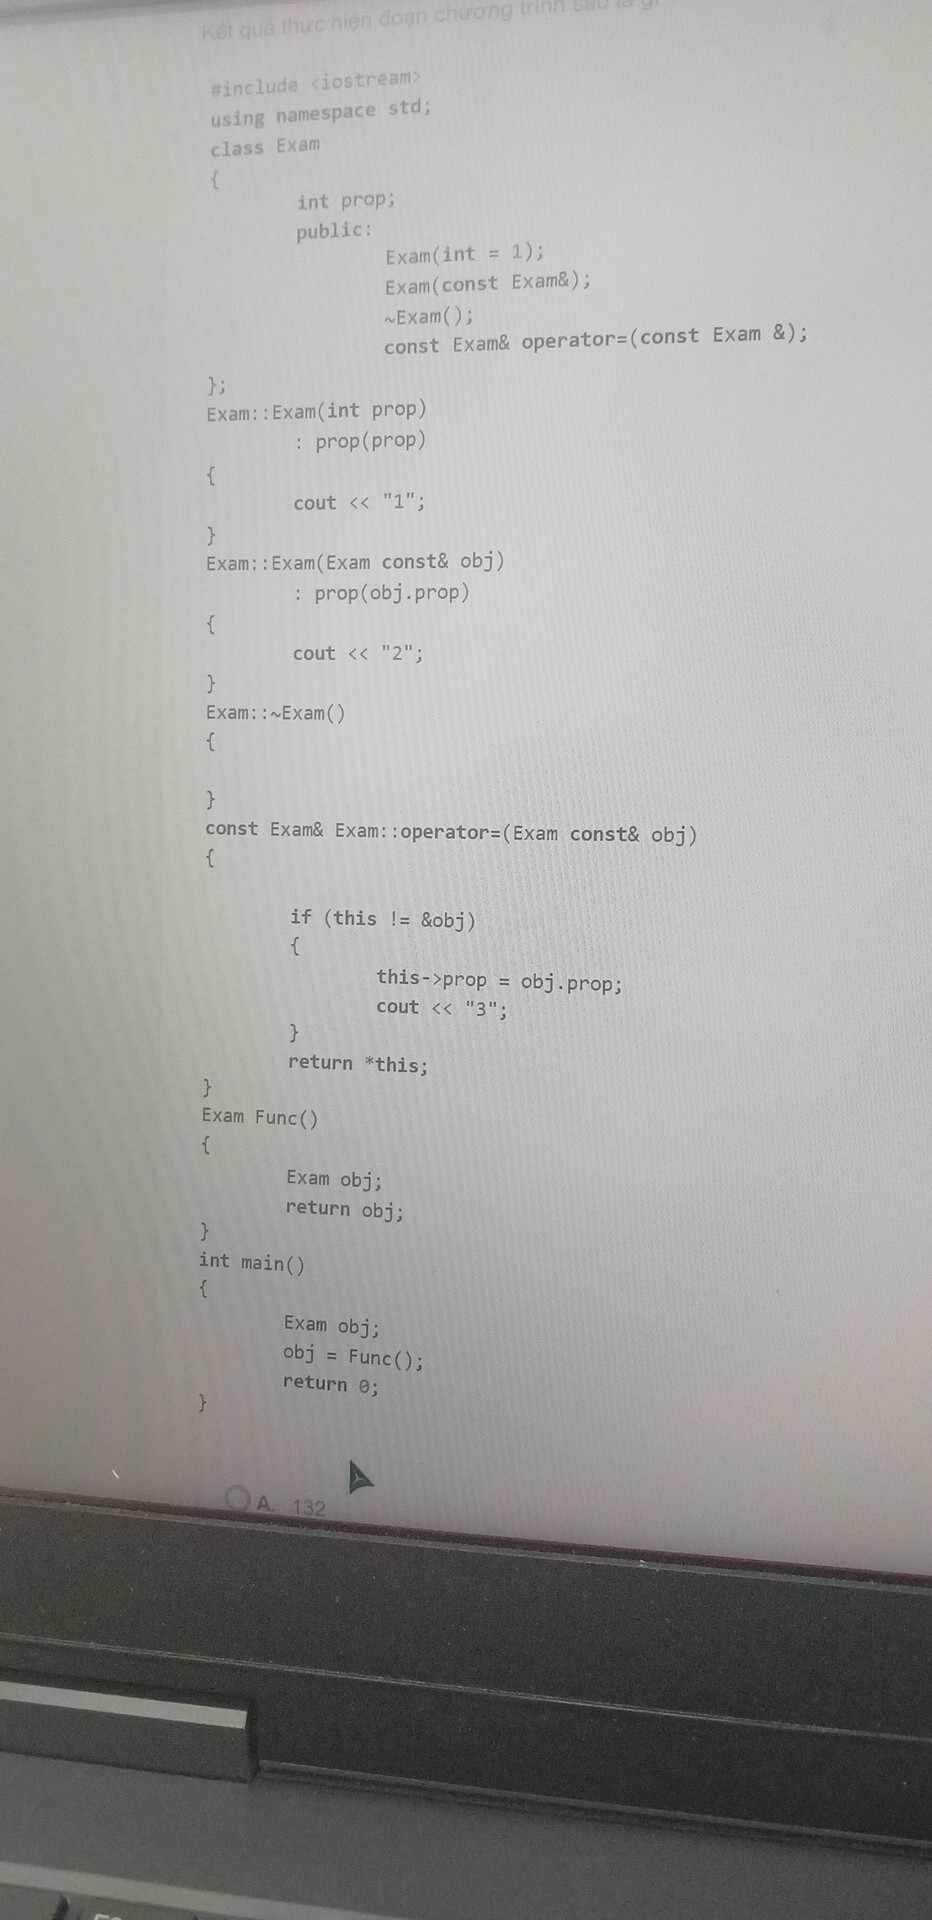 Kết quả thực hiện đoạn chương trình sau là gì
#include <iostream>
using namespace std;
class Exam
{
int prop;
public:
Exam(int = 1);
Exam(const Exam&);
~Exam();
const Exam& operator=(const Exam &);
};
Exam::Exam(int prop)
: prop(prop)
{
cout << "1";
}
Exam::Exam(Exam const& obj)
: prop(obj.prop)
{
cout << "2";
}
Exam::~Exam()
{
}
const Exam& Exam::operator=(Exam const& obj)
{
if (this != &obj)
{
this->prop = obj.prop;
cout << "3";
}
return *this;
}
Exam Func()
{
Exam obj;
return obj;
}
int main()
{
Exam obj;
obj = Func();
return 0;
}
A. 132